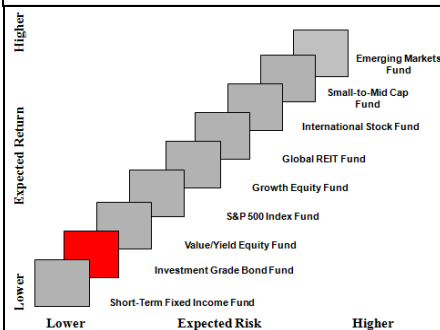 Higher
Expected Return
Lower
Emerging Markets
Fund
Small-to-Mid Cap
Fund
International Stock Fund
Global REIT Fund
Growth Equity Fund
S&P 500 Index Fund
Value/Yield Equity Fund
Investment Grade Bond Fund
Short-Term Fixed Income Fund
Lower
Expected Risk
Higher